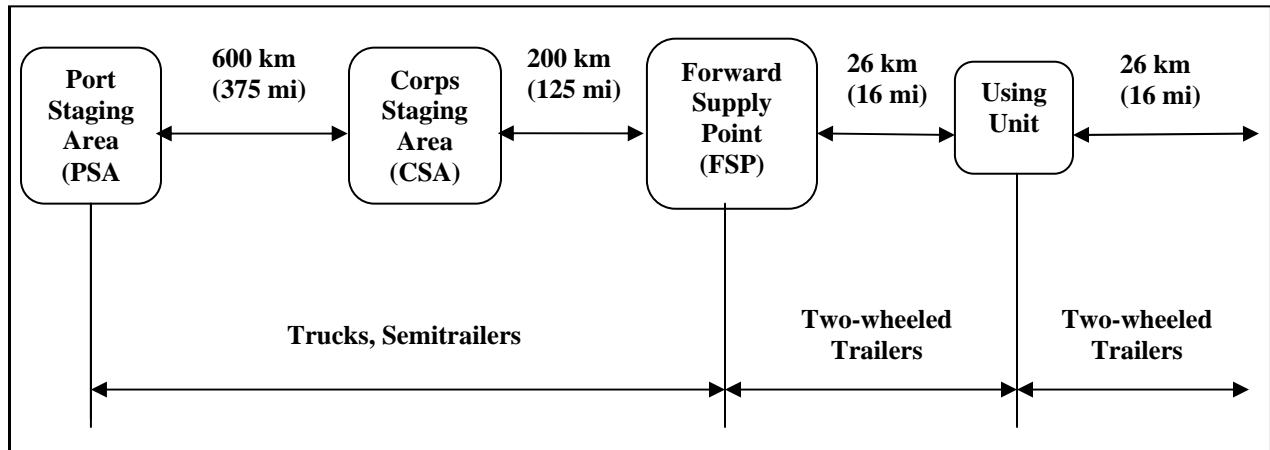 Port
Staging
Area
(PSA
600 km
(375 mi)
Corps
Staging
Area
(CSA)
200 km
(125 mi)
Forward
Supply
Point
(FSP)
26 km
(16 mi)
Using
Unit
26 km
(16 mi)
Trucks, Semitrailers
Two-wheeled
Trailers
Two-wheeled
Trailers